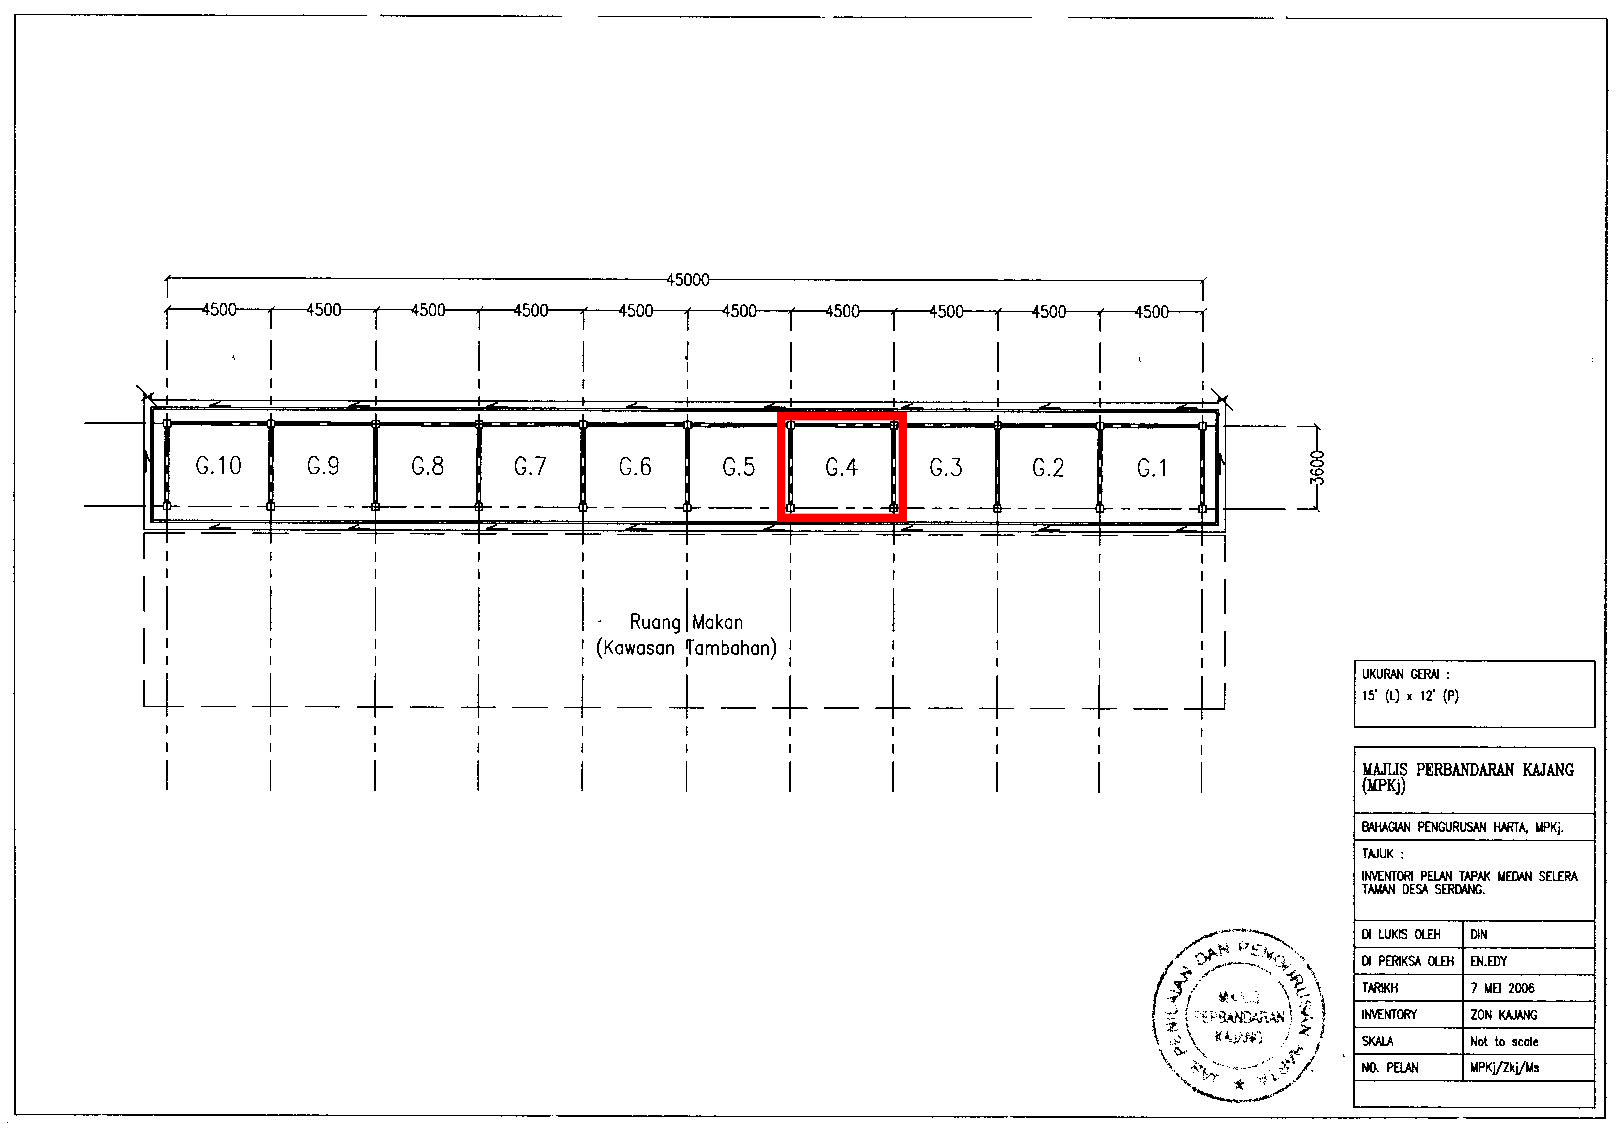 45000
4500 4500 4500 4500 4500 4500 4500 4500 4500 4500
G.10 G.9 G.8 G.7 G.6 G.5 G.4 G.3 G.2 G.1
3600
Ruang Makan
(Kawasan Tambahan)
UKURAN GERAI :
15' (L) x 12' (P)
MAJLIS PERBANDARAN KAJANG
(MPKj)
BAHAGIAN PENGURUSAN HARTA, MPKj.
TAJUK :
INVENTORI PELAN TAPAK MEDAN SELERA
TAMAN DESA SERDANG.
DI LUKIS OLEH DIN
DI PERIKSA OLEH EN.EDY
TARIKH 7 MEI 2006
INVENTORY ZON KAJANG
SKALA Not to scale
NO. PELAN MPKj/Zkj/Ms
JAB PENILAIAN DAN PENGURUSAN HARTA
MAJLIS
PERBANDARAN
KAJANG